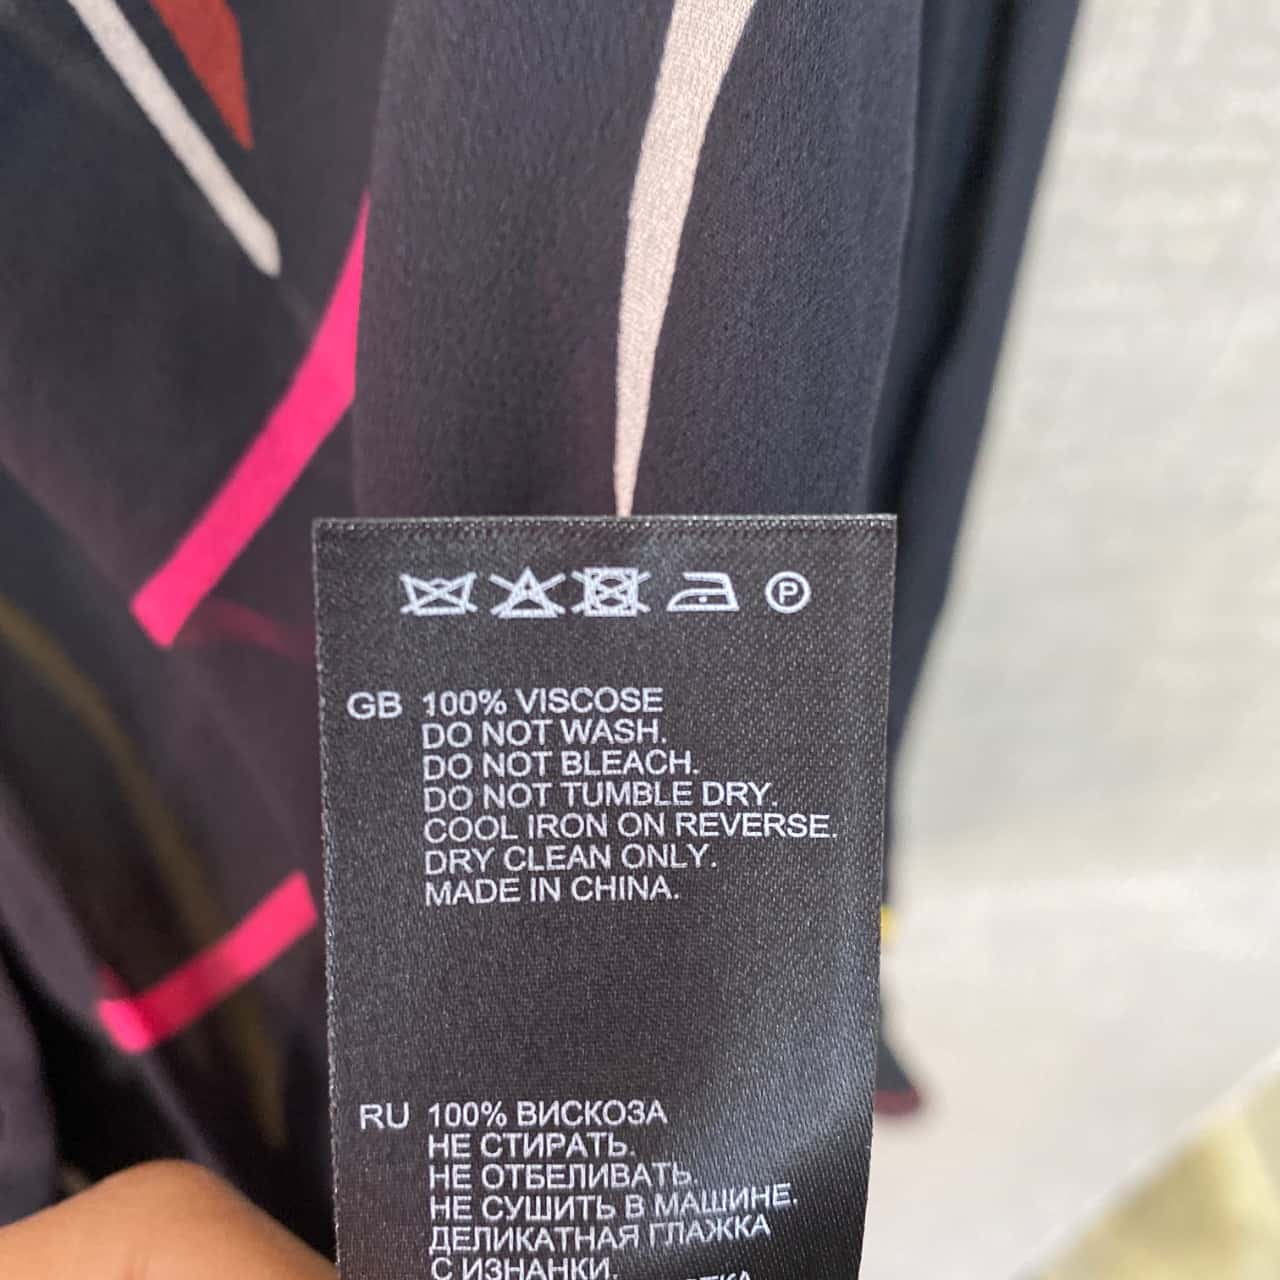 P
GB 100% VISCOSE
DO NOT WASH.
DO NOT BLEACH.
DO NOT TUMBLE DRY.
COOL IRON ON REVERSE.
DRY CLEAN ONLY.
MADE IN CHINA.
RU 100% ВИСКОЗА
НЕ СТИРАТЬ.
НЕ ОТБЕЛИВАТЬ.
НЕ СУШИТЬ В МАШИНЕ.
ДЕЛИКАТНАЯ ГЛАЖКА
С ИЗНАНКИ.